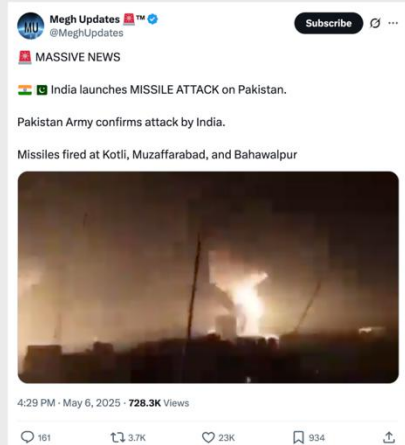 Megh Updates 🚨™
@MeghUpdates
Subscribe
🚨 MASSIVE NEWS
🇮🇳 🇵🇰 India launches MISSILE ATTACK on Pakistan.
Pakistan Army confirms attack by India.
Missiles fired at Kotli, Muzaffarabad, and Bahawalpur
4:29 PM · May 6, 2025 · 728.3K Views
161 3.7K 23K 934